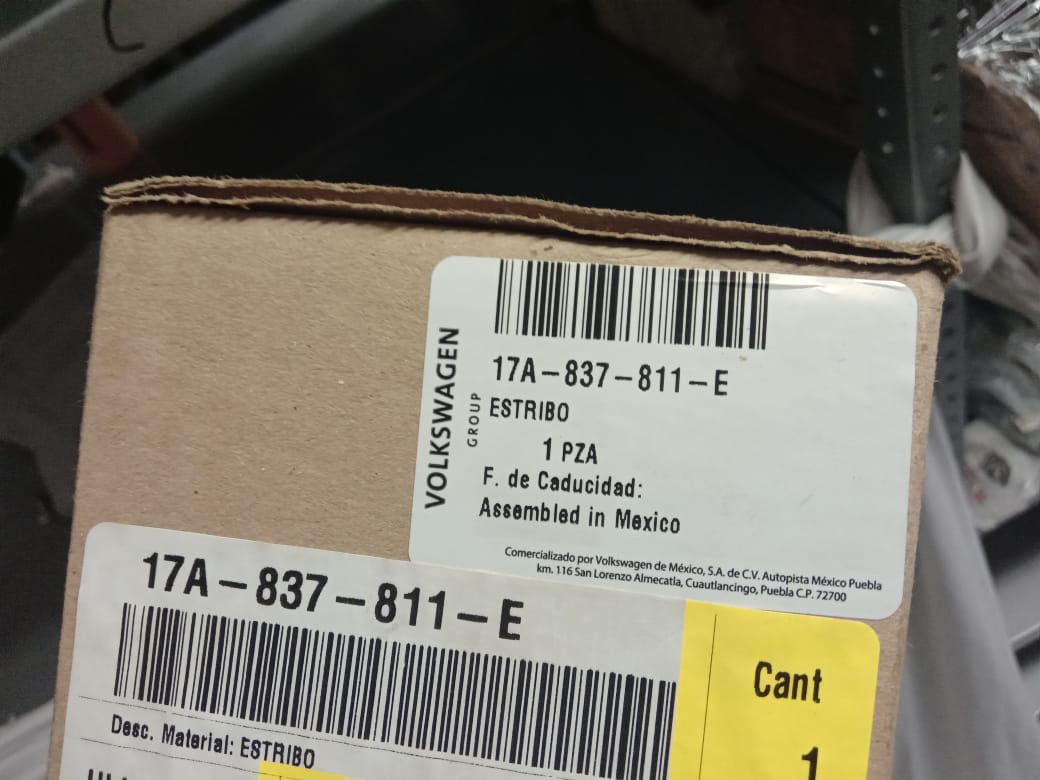 VOLKSWAGEN
GROUP
17A-837-811-E
ESTRIBO
1 PZA
F. de Caducidad:
Assembled in Mexico
Comercializado por Volkswagen de México, S.A. de C.V. Autopista México Puebla
km. 116 San Lorenzo Almecatla, Cuautlancingo, Puebla C.P. 72700
17A-837-811-E
Cant
1
Desc. Material: ESTRIBO